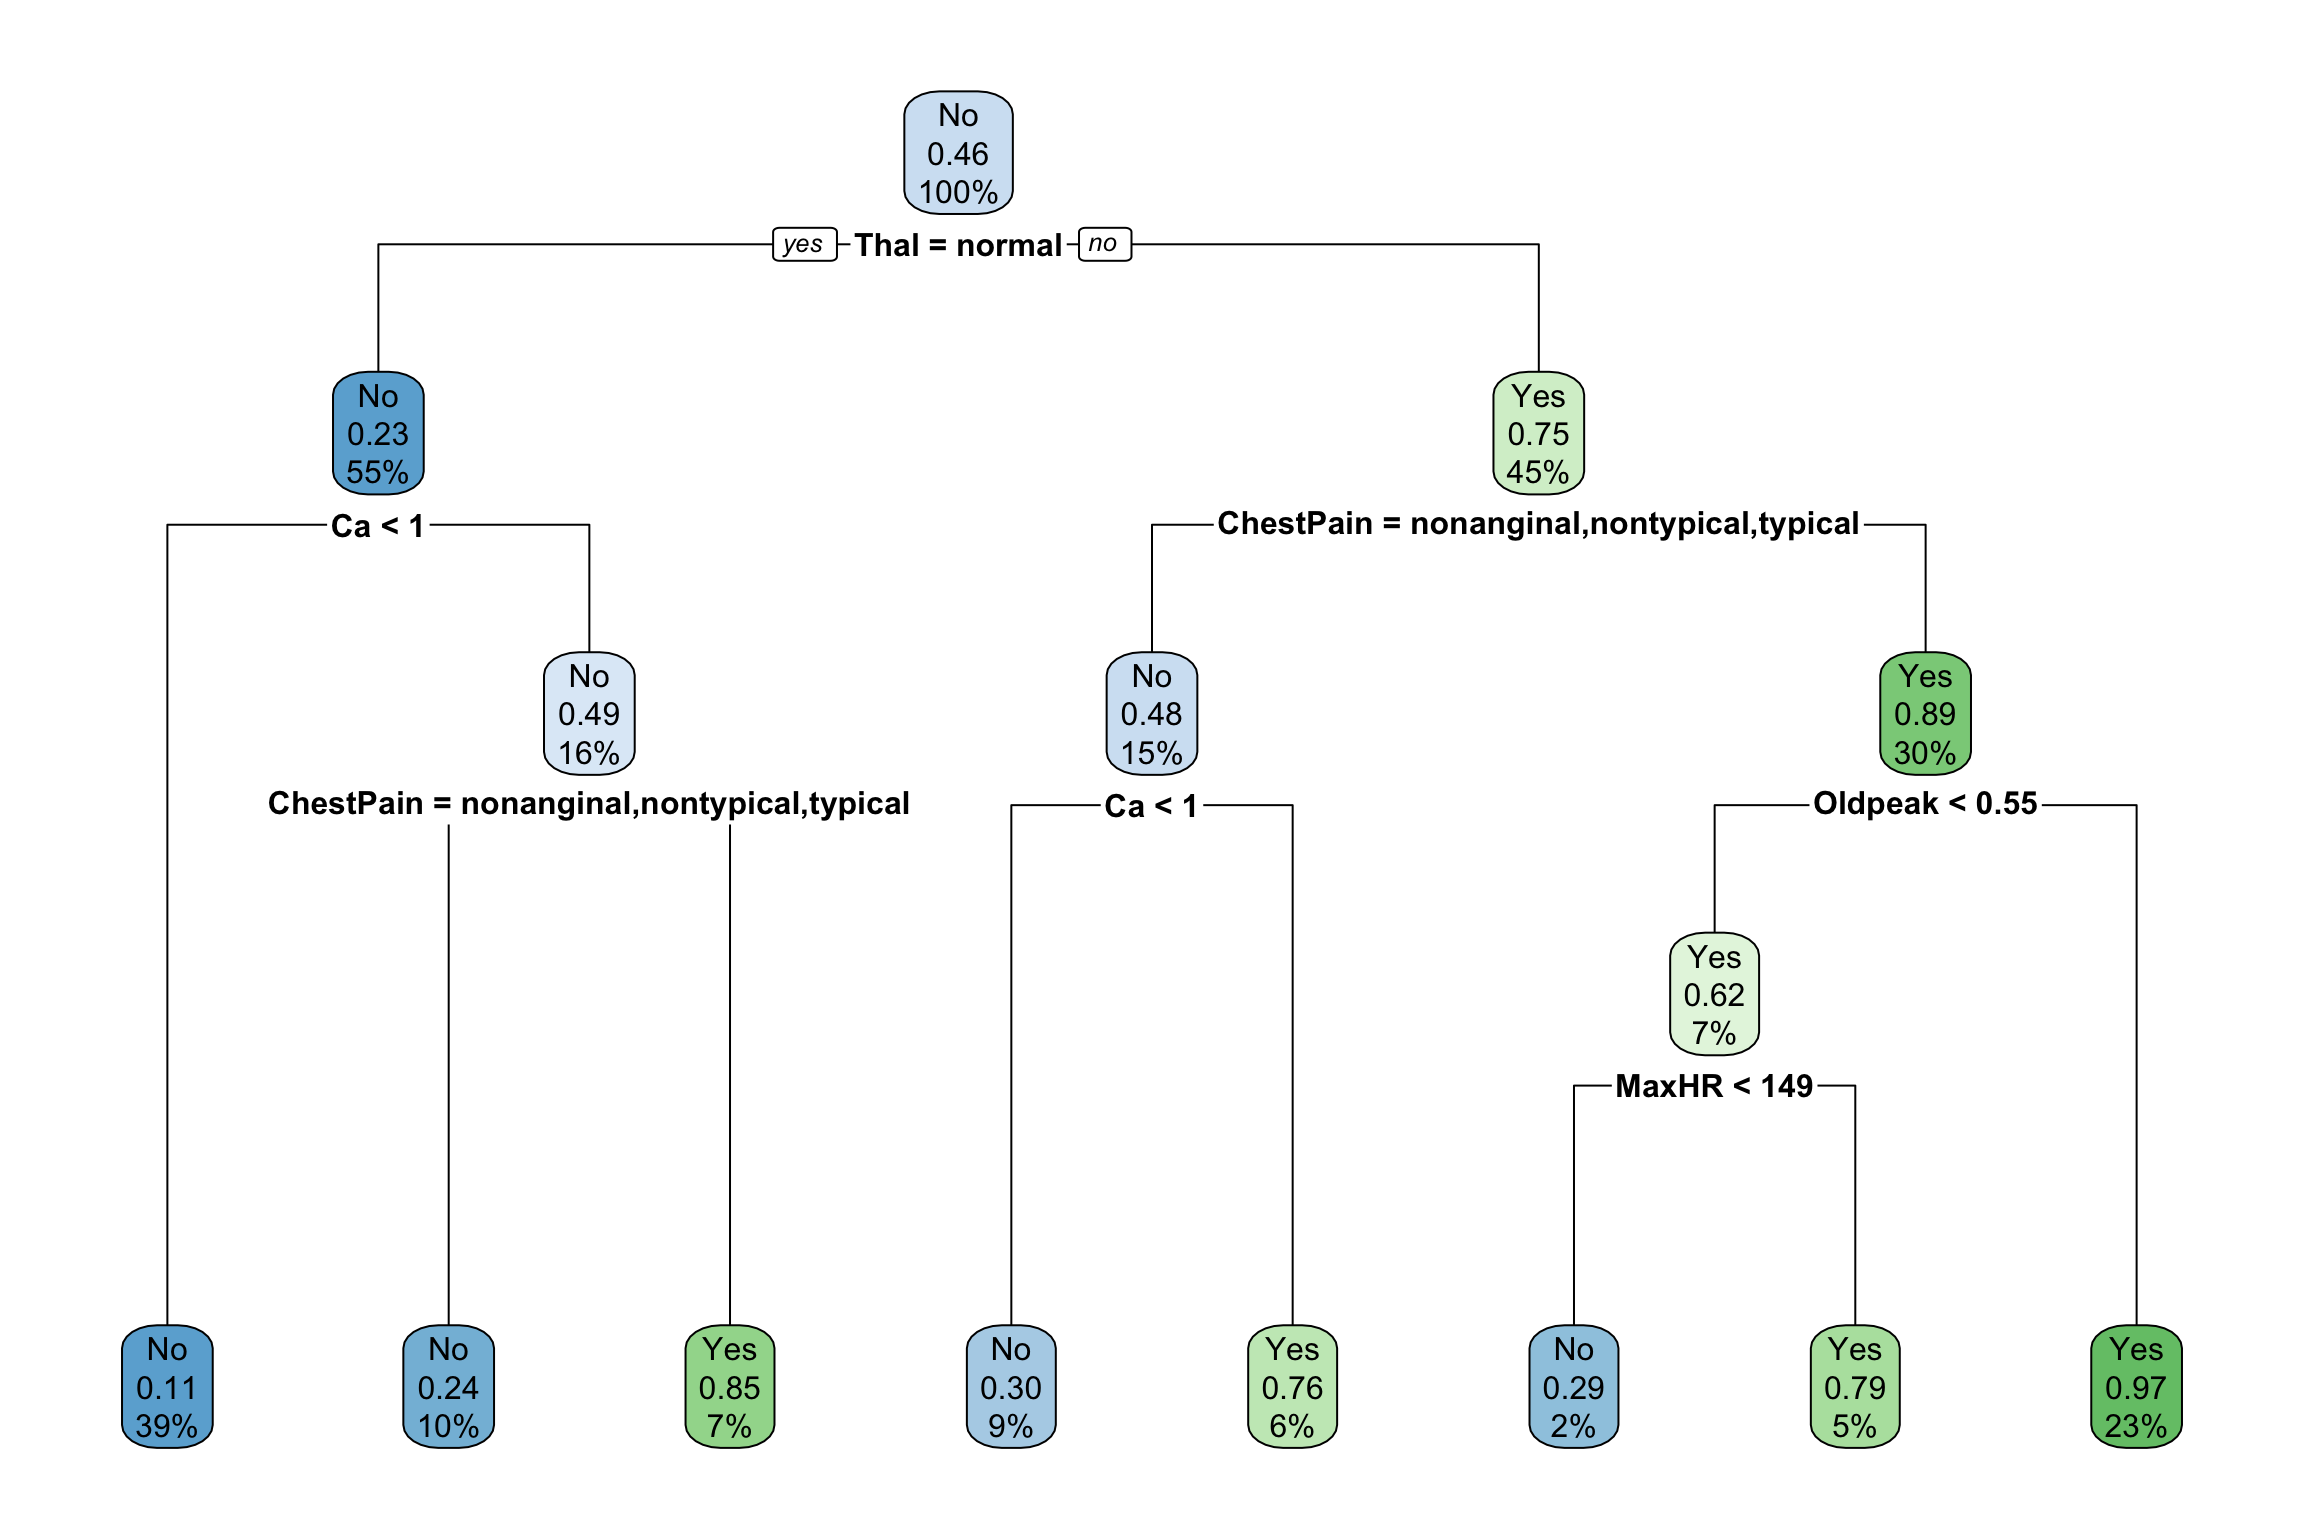 No
0.46
100%
yes Thal = normal no
No
0.23
55%
Yes
0.75
45%
Ca < 1
ChestPain = nonanginal,nontypical,typical
No
0.49
16%
No
0.48
15%
Yes
0.89
30%
ChestPain = nonanginal,nontypical,typical
Ca < 1
Oldpeak < 0.55
Yes
0.62
7%
MaxHR < 149
No
0.11
39%
No
0.24
10%
Yes
0.85
7%
No
0.30
9%
Yes
0.76
6%
No
0.29
2%
Yes
0.79
5%
Yes
0.97
23%